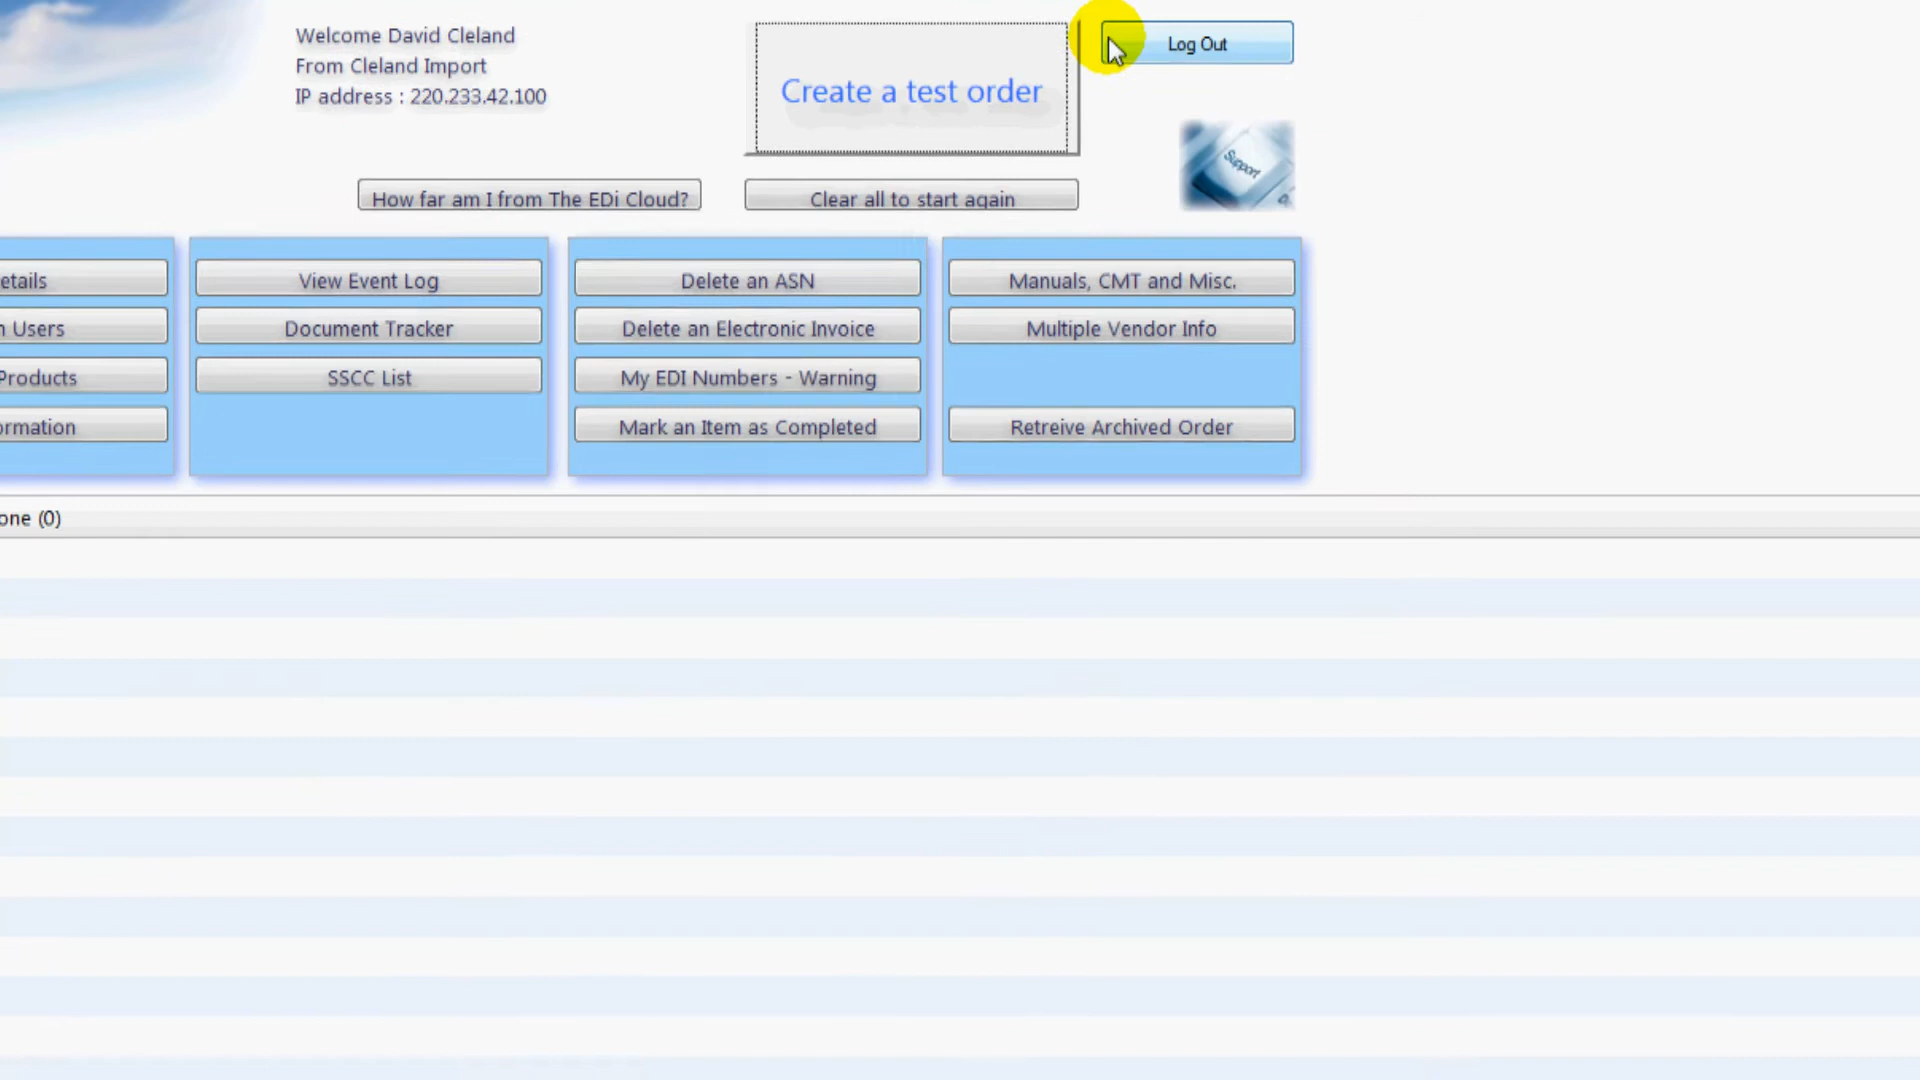 Welcome David Cleland
From Cleland Import
IP address : 220.233.42.100
Create a test order
Log Out
Support
How far am I from The EDi Cloud?
Clear all to start again
etails
View Event Log
Delete an ASN
Manuals, CMT and Misc.
n Users
Document Tracker
Delete an Electronic Invoice
Multiple Vendor Info
Products
SSCC List
My EDI Numbers - Warning
ormation
Mark an Item as Completed
Retreive Archived Order
one (0)